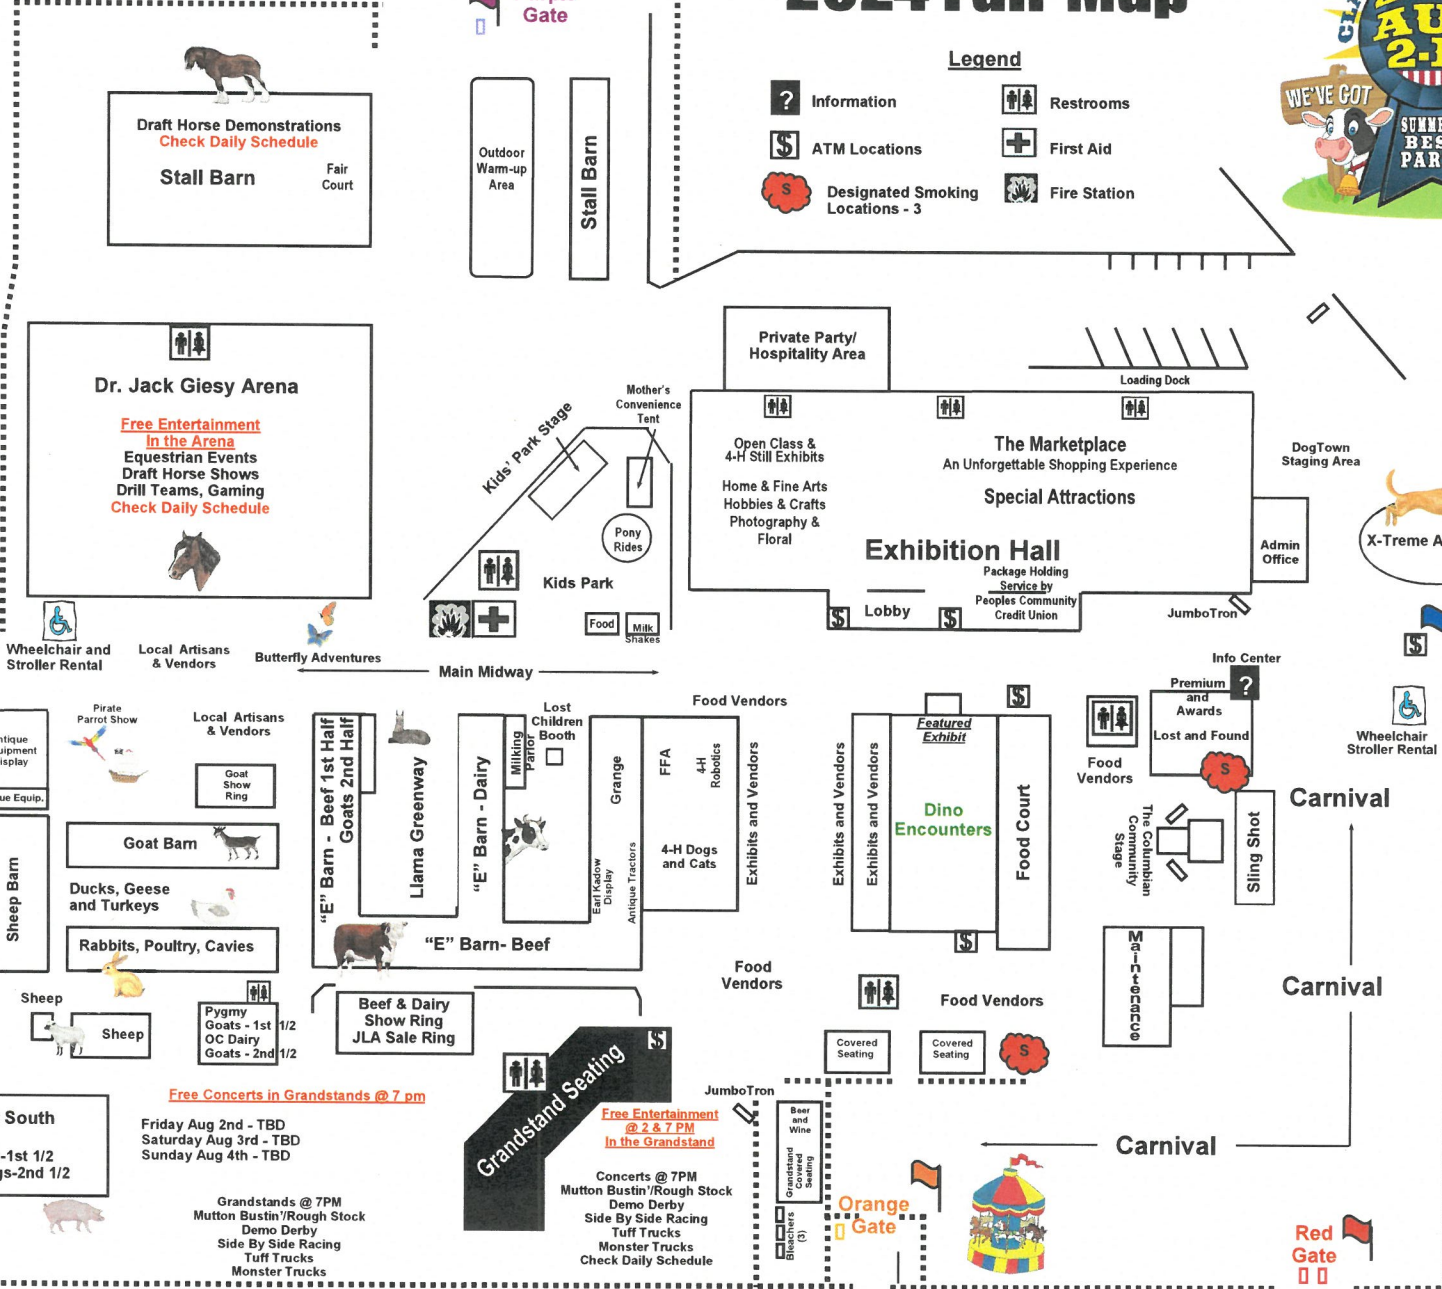 2024 Fair Map
Gate
Legend
?
Information
Restrooms
$
ATM Locations
First Aid
S
Designated Smoking
Locations - 3
Fire Station
WE'VE GOT
Draft Horse Demonstrations
Check Daily Schedule
Stall Barn
Fair
Court
Outdoor
Warm-up
Area
Stall Barn
Private Party/
Hospitality Area
Loading Dock
Dr. Jack Giesy Arena
Free Entertainment
In the Arena
Equestrian Events
Draft Horse Shows
Drill Teams, Gaming
Check Daily Schedule
Kids' Park Stage
Mother's
Convenience
Tent
Pony
Rides
Kids Park
Food
Milk
Shakes
Open Class &
4-H Still Exhibits
Home & Fine Arts
Hobbies & Crafts
Photography &
Floral
The Marketplace
An Unforgettable Shopping Experience
Special Attractions
Exhibition Hall
Package Holding
Service by
Peoples Community
Credit Union
$
Lobby
$
Admin
Office
JumboTron
DogTown
Staging Area
X-Treme A
$
Wheelchair and
Stroller Rental
Local Artisans
& Vendors
Butterfly Adventures
Main Midway
Info Center
?
Premium
and
Awards
Lost and Found
S
Wheelchair
Stroller Rental
Pirate
Parrot Show
Local Artisans
& Vendors
Goat
Show
Ring
ue Equip.
Goat Barn
Sheep Barn
Ducks, Geese
and Turkeys
Rabbits, Poultry, Cavies
Sheep
Sheep
Pygmy
Goats - 1st 1/2
OC Dairy
Goats - 2nd 1/2
"E" Barn - Beef 1st Half
Goats 2nd Half
Llama Greenway
"E" Barn - Dairy
Milking
Parlor
Lost
Children
Booth
Grange
Earl Kadow
Display
Antique Tractors
"E" Barn- Beef
Food Vendors
FFA
4-H
Robotics
4-H Dogs
and Cats
Exhibits and Vendors
Exhibits and Vendors
Exhibits and Vendors
Featured
Exhibit
Dino
Encounters
$
Food Court
$
Food
Vendors
The Columbian
Community
Stage
Sling Shot
Carnival
Maintenance
Carnival
Food
Vendors
Food Vendors
Covered
Seating
Covered
Seating
S
Beef & Dairy
Show Ring
JLA Sale Ring
Grandstand Seating
$
JumboTron
South
-1st 1/2
gs-2nd 1/2
Free Concerts in Grandstands @ 7 pm
Friday Aug 2nd - TBD
Saturday Aug 3rd - TBD
Sunday Aug 4th - TBD
Grandstands @ 7PM
Mutton Bustin'/Rough Stock
Demo Derby
Side By Side Racing
Tuff Trucks
Monster Trucks
Free Entertainment
@ 2 & 7 PM
In the Grandstand
Concerts @ 7PM
Mutton Bustin'/Rough Stock
Demo Derby
Side By Side Racing
Tuff Trucks
Monster Trucks
Check Daily Schedule
Beer
and
Wine
Grandstand
Covered
Seating
Bleachers
(3)
Carnival
Orange
Gate
Red
Gate